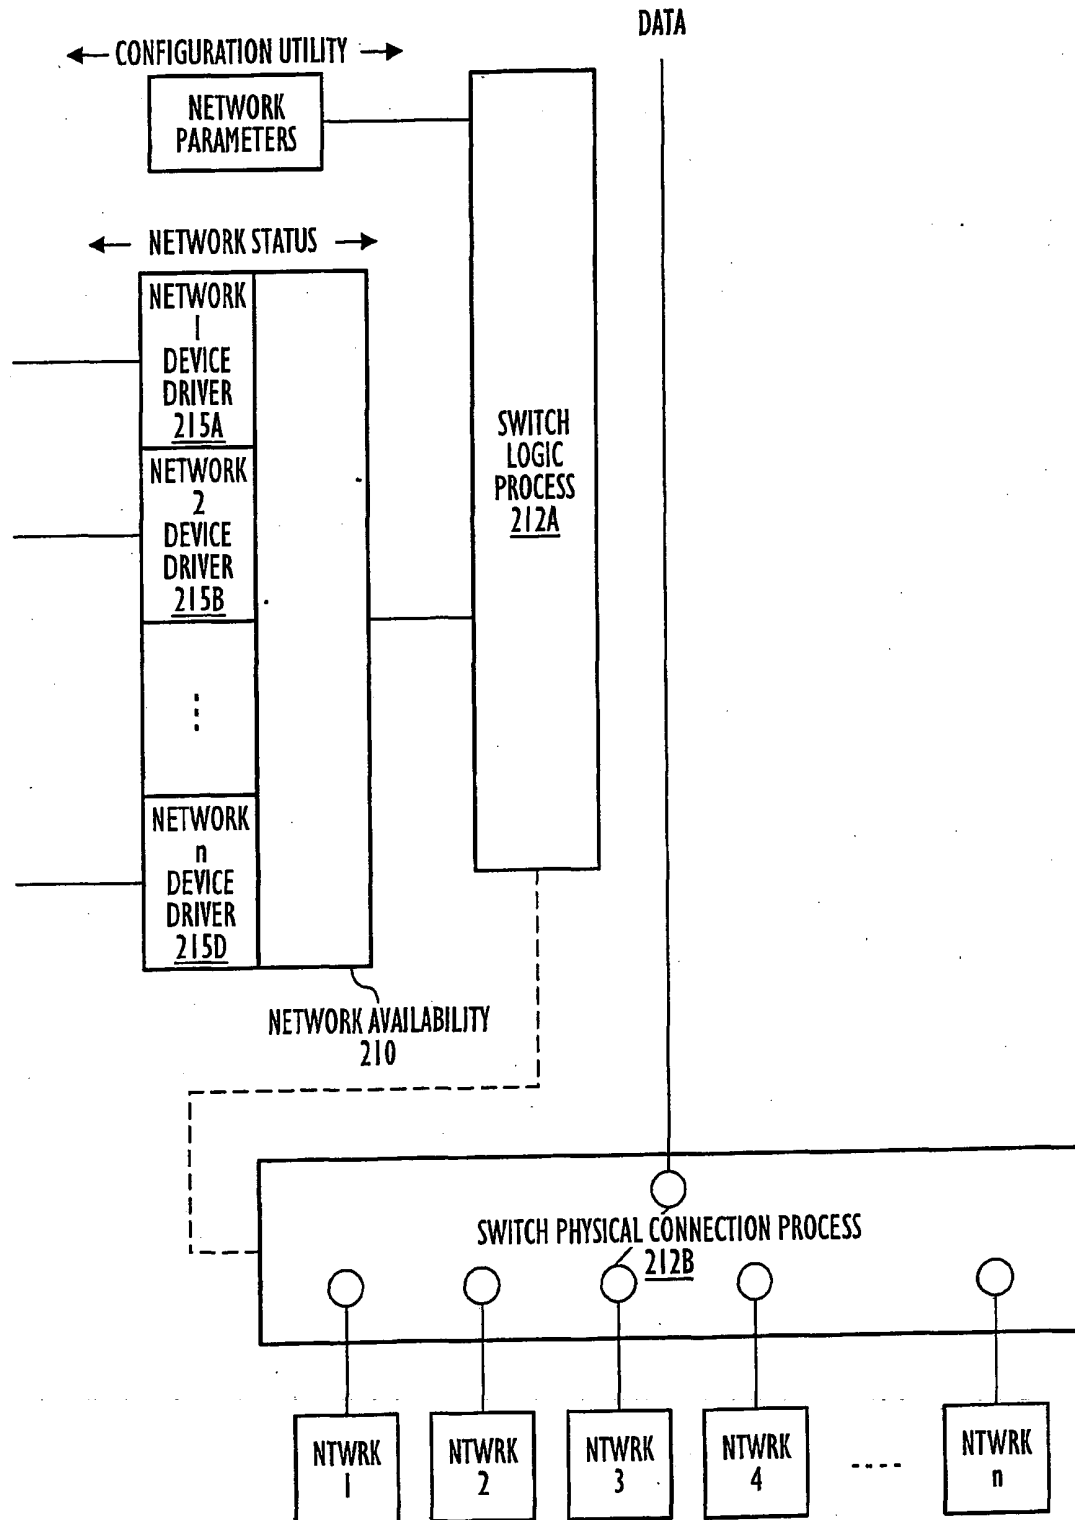 DATA
CONFIGURATION UTILITY
NETWORK
PARAMETERS
NETWORK STATUS
NETWORK
1
DEVICE
DRIVER
215A
NETWORK
2
DEVICE
DRIVER
215B
NETWORK
n
DEVICE
DRIVER
215D
SWITCH
LOGIC
PROCESS
212A
NETWORK AVAILABILITY
210
SWITCH PHYSICAL CONNECTION PROCESS
212B
NTWRK
1
NTWRK
2
NTWRK
3
NTWRK
4
NTWRK
n